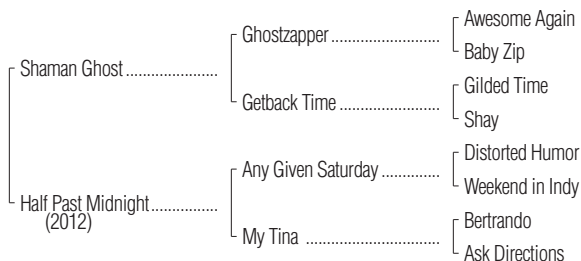 Awesome Again
Ghostzapper
Baby Zip
Shaman Ghost
Gilded Time
Getback Time
Shay
Distorted Humor
Any Given Saturday
Weekend in Indy
Half Past Midnight
(2012)
Bertrando
My Tina
Ask Directions